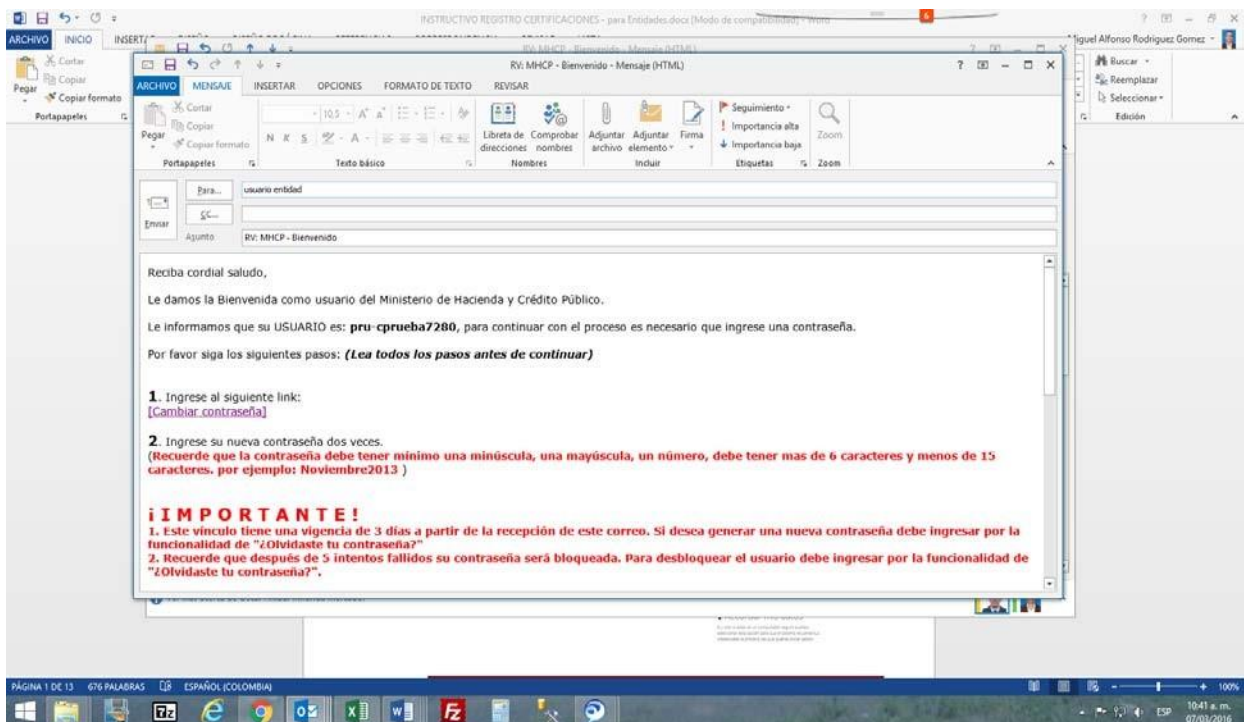 INSTRUCTIVO REGISTRO CERTIFICACIONES - para Entidades.docx [Modo de compatibilidad] - Word
6
ARCHIVO INICIO INSERTA
RV: MHCP - Bienvenido - Mensaje (HTML)
Miguel Alfonso Rodriguez Gomez
Pegar
Cortar
Copiar
Copiar formato
Portapapeles
RV: MHCP - Bienvenido - Mensaje (HTML)
ARCHIVO MENSAJE INSERTAR OPCIONES FORMATO DE TEXTO REVISAR
Pegar
Cortar
Copiar
Copiar formato
Portapapeles
10,5
N K S
Texto básico
Libreta de direcciones
Comprobar nombres
Nombres
Adjuntar archivo
Adjuntar elemento
Firma
Incluir
Seguimiento
Importancia alta
Importancia baja
Etiquetas
Zoom
Zoom
Buscar
Reemplazar
Seleccionar
Edición
Enviar
Para... usuario entidad
CC...
Asunto RV: MHCP - Bienvenido
Reciba cordial saludo,
Le damos la Bienvenida como usuario del Ministerio de Hacienda y Crédito Público.
Le informamos que su USUARIO es: pru-cprueba7280, para continuar con el proceso es necesario que ingrese una contraseña.
Por favor siga los siguientes pasos: (Lea todos los pasos antes de continuar)
1. Ingrese al siguiente link:
[Cambiar contraseña]
2. Ingrese su nueva contraseña dos veces.
(Recuerde que la contraseña debe tener mínimo una minúscula, una mayúscula, un número, debe tener mas de 6 caracteres y menos de 15
caracteres. por ejemplo: Noviembre2013 )
¡IMPORTANTE!
1. Este vínculo tiene una vigencia de 3 días a partir de la recepción de este correo. Si desea generar una nueva contraseña debe ingresar por la
funcionalidad de "¿Olvidaste tu contraseña?"
2. Recuerde que después de 5 intentos fallidos su contraseña será bloqueada. Para desbloquear el usuario debe ingresar por la funcionalidad de
"¿Olvidaste tu contraseña?".
PÁGINA 1 DE 13 676 PALABRAS ESPAÑOL (COLOMBIA)
100%
ESP
10:41 a. m.
07/03/2016